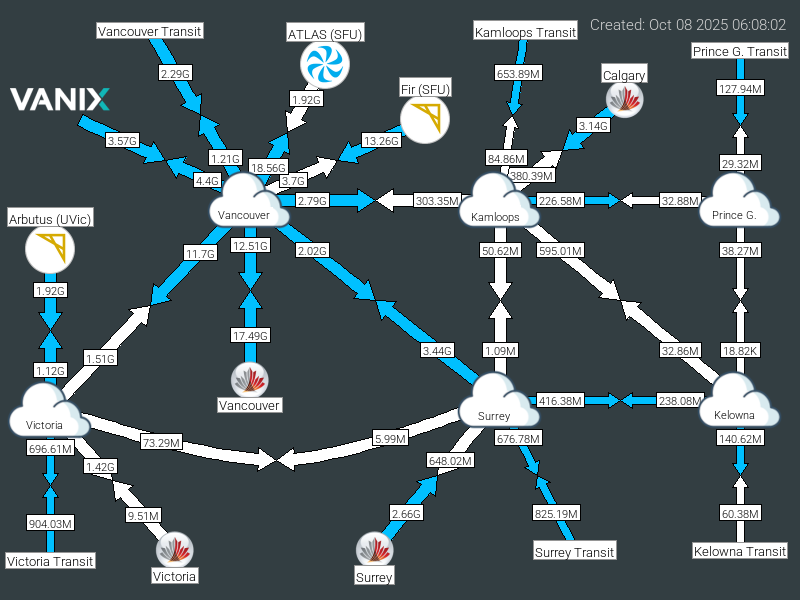 Created: Oct 08 2025 06:08:02
Vancouver Transit
ATLAS (SFU)
Kamloops Transit
Prince G. Transit
2.29G
653.89M
Calgary
127.94M
VANIX
1.92G
Fir (SFU)
3.57G
13.26G
3.14G
1.21G
84.86M
29.32M
18.56G
4.4G
3.7G
380.39M
Vancouver
2.79G
303.35M
Kamloops
226.58M
32.88M
Prince G.
Arbutus (UVic)
11.7G
12.51G
2.02G
50.62M
595.01M
38.27M
1.92G
17.49G
1.51G
3.44G
1.09M
32.86M
18.82K
1.12G
Vancouver
416.38M
238.08M
Victoria
Surrey
Kelowna
73.29M
5.99M
676.78M
140.62M
696.61M
1.42G
648.02M
904.03M
9.51M
2.66G
825.19M
60.38M
Victoria Transit
Victoria
Surrey
Surrey Transit
Kelowna Transit